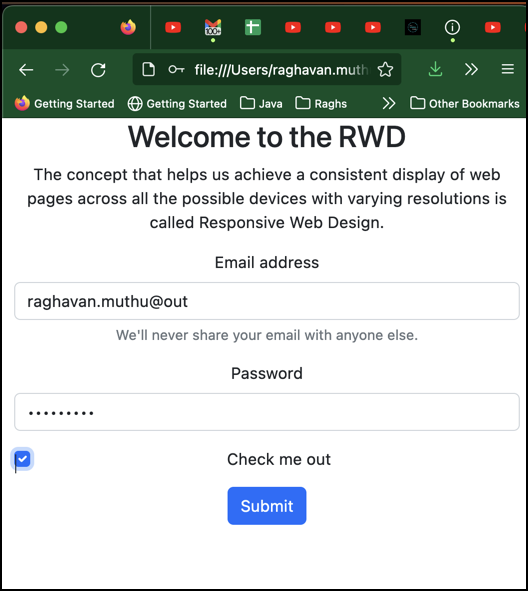 100+
file:///Users/raghavan.muth
Getting Started
Getting Started
Java
Raghs
Other Bookmarks
Welcome to the RWD
The concept that helps us achieve a consistent display of web
pages across all the possible devices with varying resolutions is
called Responsive Web Design.
Email address
raghavan.muthu@out
We'll never share your email with anyone else.
Password
•••••••••
Check me out
Submit